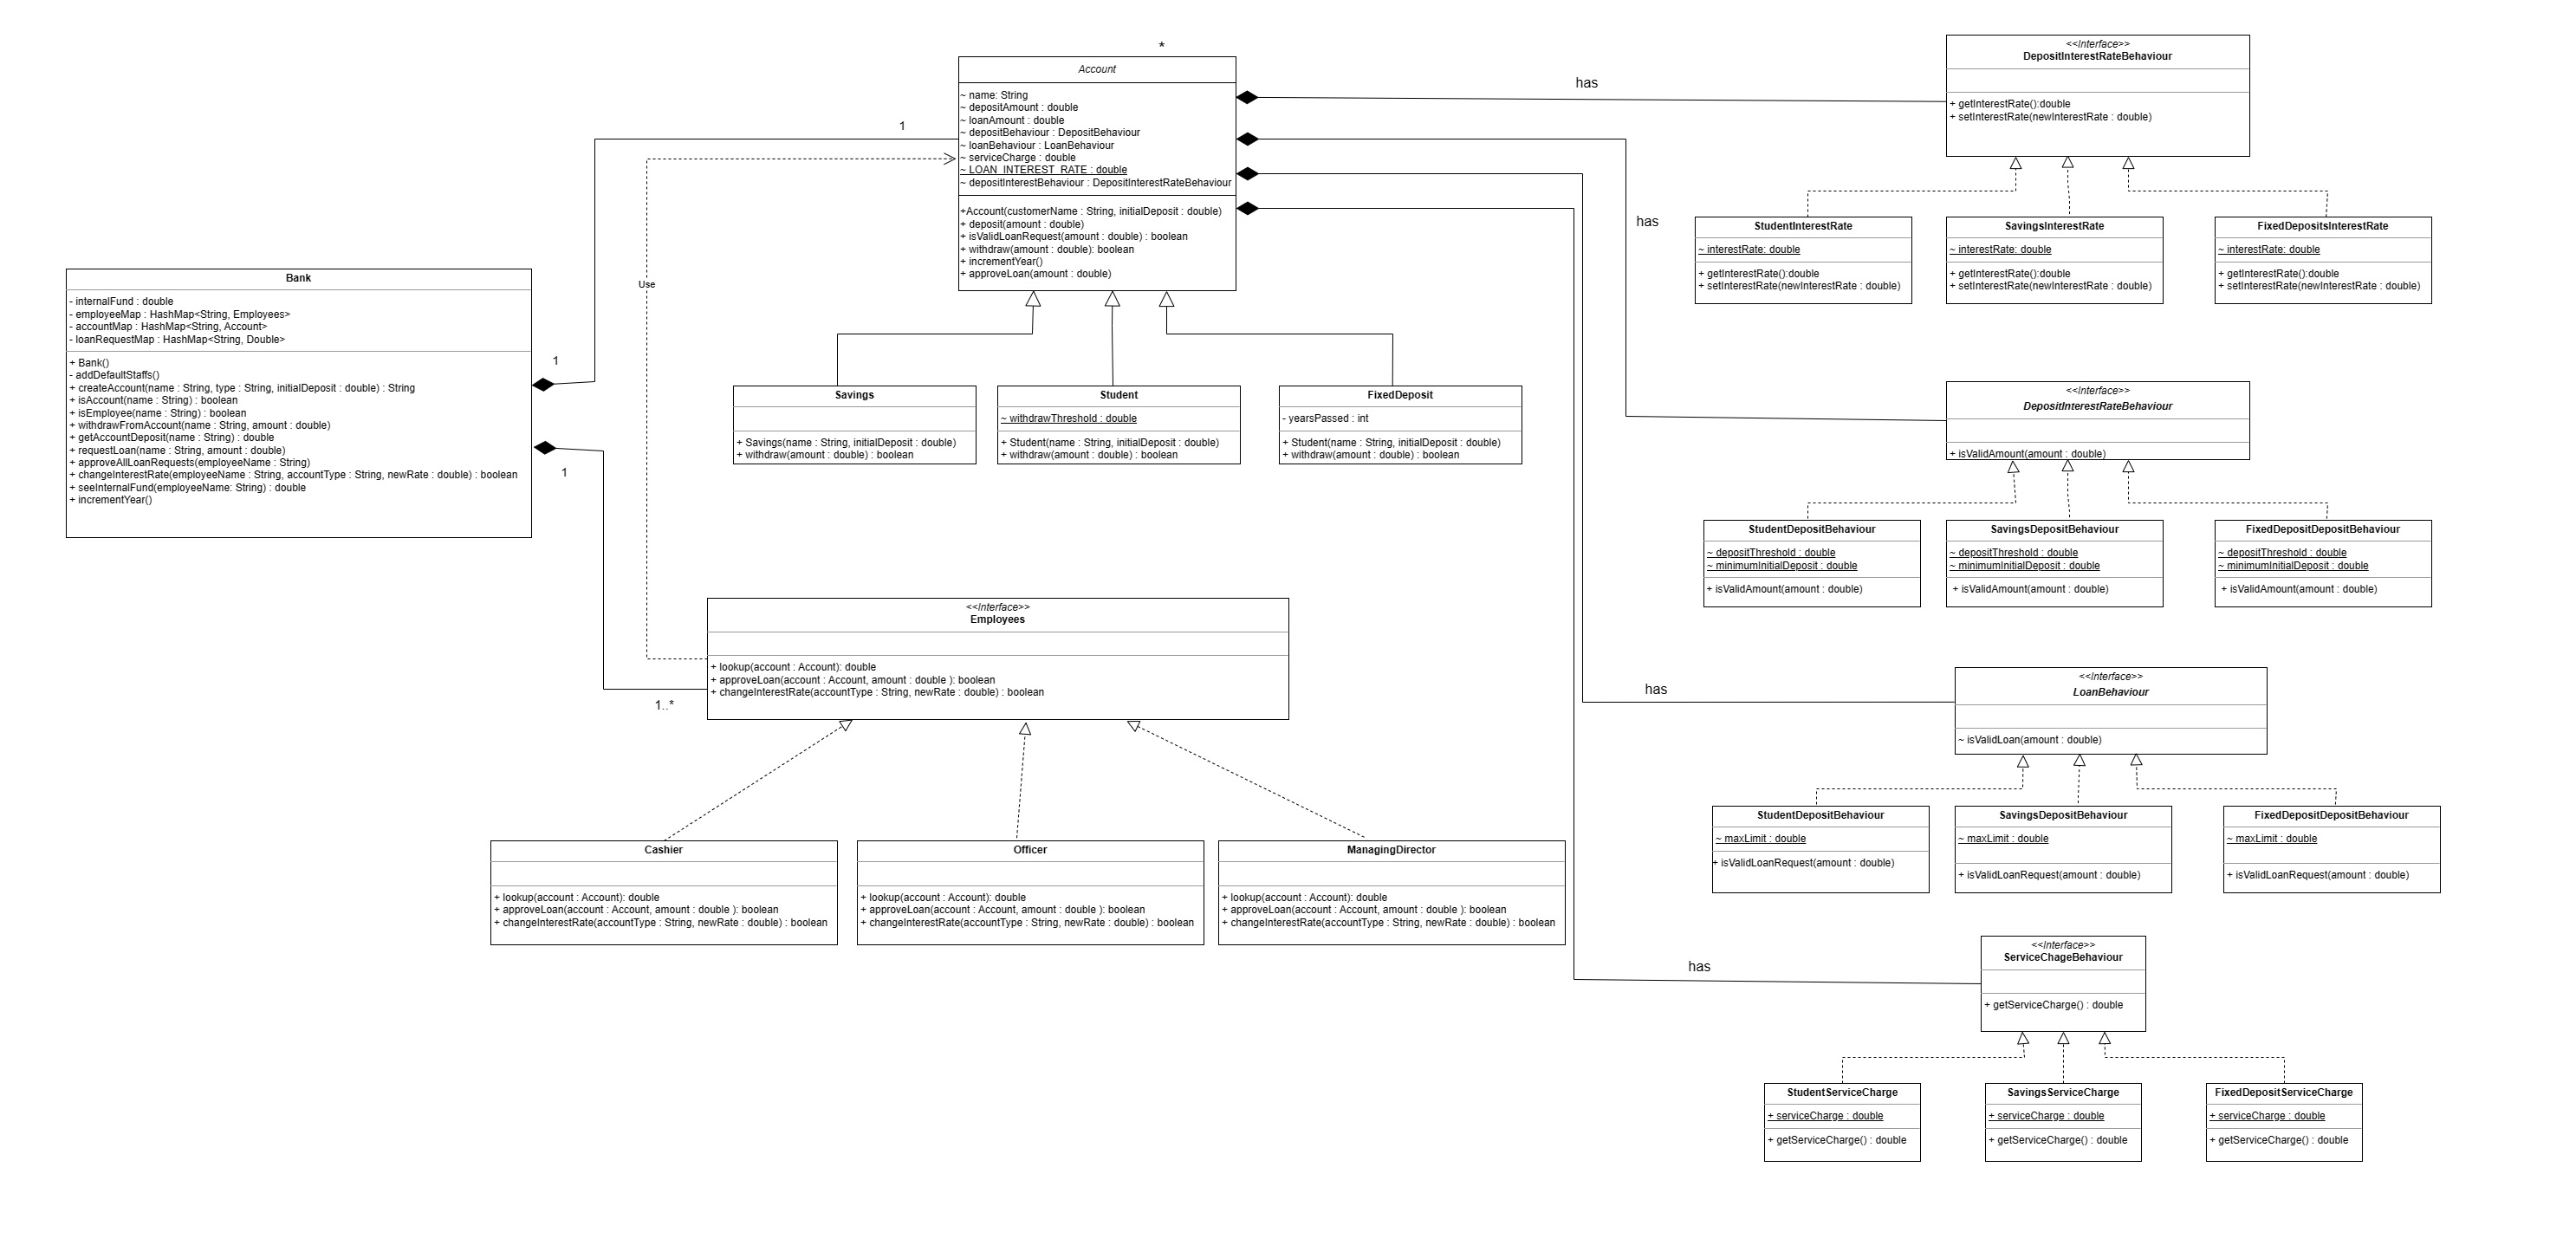 *
Account
~ name: String
~ depositAmount : double
~ loanAmount : double
~ depositBehaviour : DepositBehaviour
~ loanBehaviour : LoanBehaviour
~ serviceCharge : double
~ LOAN_INTEREST_RATE : double
~ depositInterestBehaviour : DepositInterestRateBehaviour
+Account(customerName : String, initialDeposit : double)
+ deposit(amount : double)
+ isValidLoanRequest(amount : double) : boolean
+ withdraw(amount : double): boolean
+ incrementYear()
+ approveLoan(amount : double)
1
Use
Bank
- internalFund : double
- employeeMap : HashMap<String, Employees>
- accountMap : HashMap<String, Account>
- loanRequestMap : HashMap<String, Double>
+ Bank()
- addDefaultStaffs()
+ createAccount(name : String, type : String, initialDeposit : double) : String
+ isAccount(name : String) : boolean
+ isEmployee(name : String) : boolean
+ withdrawFromAccount(name : String, amount : double)
+ getAccountDeposit(name : String) : double
+ requestLoan(name : String, amount : double)
+ approveAllLoanRequests(employeeName : String)
+ changeInterestRate(employeeName : String, accountType : String, newRate : double) : boolean
+ seeInternalFund(employeeName: String) : double
+ incrementYear()
1
1
Savings
+ Savings(name : String, initialDeposit : double)
+ withdraw(amount : double) : boolean
Student
~ withdrawThreshold : double
+ Student(name : String, initialDeposit : double)
+ withdraw(amount : double) : boolean
FixedDeposit
- yearsPassed : int
+ Student(name : String, initialDeposit : double)
+ withdraw(amount : double) : boolean
1..*
<<Interface>>
Employees
+ lookup(account : Account): double
+ approveLoan(account : Account, amount : double ): boolean
+ changeInterestRate(accountType : String, newRate : double) : boolean
Cashier
+ lookup(account : Account): double
+ approveLoan(account : Account, amount : double ): boolean
+ changeInterestRate(accountType : String, newRate : double) : boolean
Officer
+ lookup(account : Account): double
+ approveLoan(account : Account, amount : double ): boolean
+ changeInterestRate(accountType : String, newRate : double) : boolean
ManagingDirector
+ lookup(account : Account): double
+ approveLoan(account : Account, amount : double ): boolean
+ changeInterestRate(accountType : String, newRate : double) : boolean
has
<<Interface>>
DepositInterestRateBehaviour
+ getInterestRate():double
+ setInterestRate(newInterestRate : double)
StudentInterestRate
~ interestRate: double
+ getInterestRate():double
+ setInterestRate(newInterestRate : double)
SavingsInterestRate
~ interestRate: double
+ getInterestRate():double
+ setInterestRate(newInterestRate : double)
FixedDepositsInterestRate
~ interestRate: double
+ getInterestRate():double
+ setInterestRate(newInterestRate : double)
has
<<Interface>>
DepositInterestRateBehaviour
+ isValidAmount(amount : double)
StudentDepositBehaviour
~ depositThreshold : double
~ minimumInitialDeposit : double
+ isValidAmount(amount : double)
SavingsDepositBehaviour
~ depositThreshold : double
~ minimumInitialDeposit : double
+ isValidAmount(amount : double)
FixedDepositDepositBehaviour
~ depositThreshold : double
~ minimumInitialDeposit : double
+ isValidAmount(amount : double)
has
<<Interface>>
LoanBehaviour
~ isValidLoan(amount : double)
StudentDepositBehaviour
~ maxLimit : double
+ isValidLoanRequest(amount : double)
SavingsDepositBehaviour
~ maxLimit : double
+ isValidLoanRequest(amount : double)
FixedDepositDepositBehaviour
~ maxLimit : double
+ isValidLoanRequest(amount : double)
has
<<Interface>>
ServiceChageBehaviour
+ getServiceCharge() : double
StudentServiceCharge
+ serviceCharge : double
+ getServiceCharge() : double
SavingsServiceCharge
+ serviceCharge : double
+ getServiceCharge() : double
FixedDepositServiceCharge
+ serviceCharge : double
+ getServiceCharge() : double